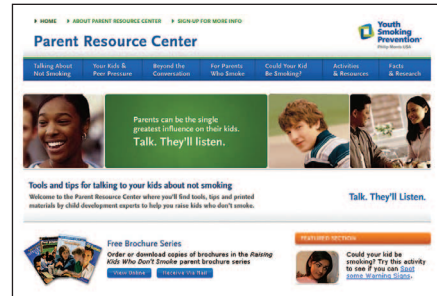 HOME ABOUT PARENT RESOURCE CENTER SIGN-UP FOR MORE INFO
Parent Resource Center
Youth
Smoking
Prevention
Philip Morris USA
Talking About
Not Smoking
Your Kids &
Peer Pressure
Beyond the
Conversation
For Parents
Who Smoke
Could Your Kid
Be Smoking?
Activities
& Resources
Facts
& Research
Parents can be the single
greatest influence on their kids.
Talk. They'll listen.
Tools and tips for talking to your kids about not smoking
Welcome to the Parent Resource Center where you'll find tools, tips and printed
materials by child development experts to help you raise kids who don't smoke.
Talk. They'll Listen.
Free Brochure Series
Order or download copies of brochures in the Raising
Kids Who Don't Smoke parent brochure series
View Online
Receive Via Mail
FEATURED SECTION
Could your kid be
smoking? Try this activity
to see if you can Spot
some Warning Signs.